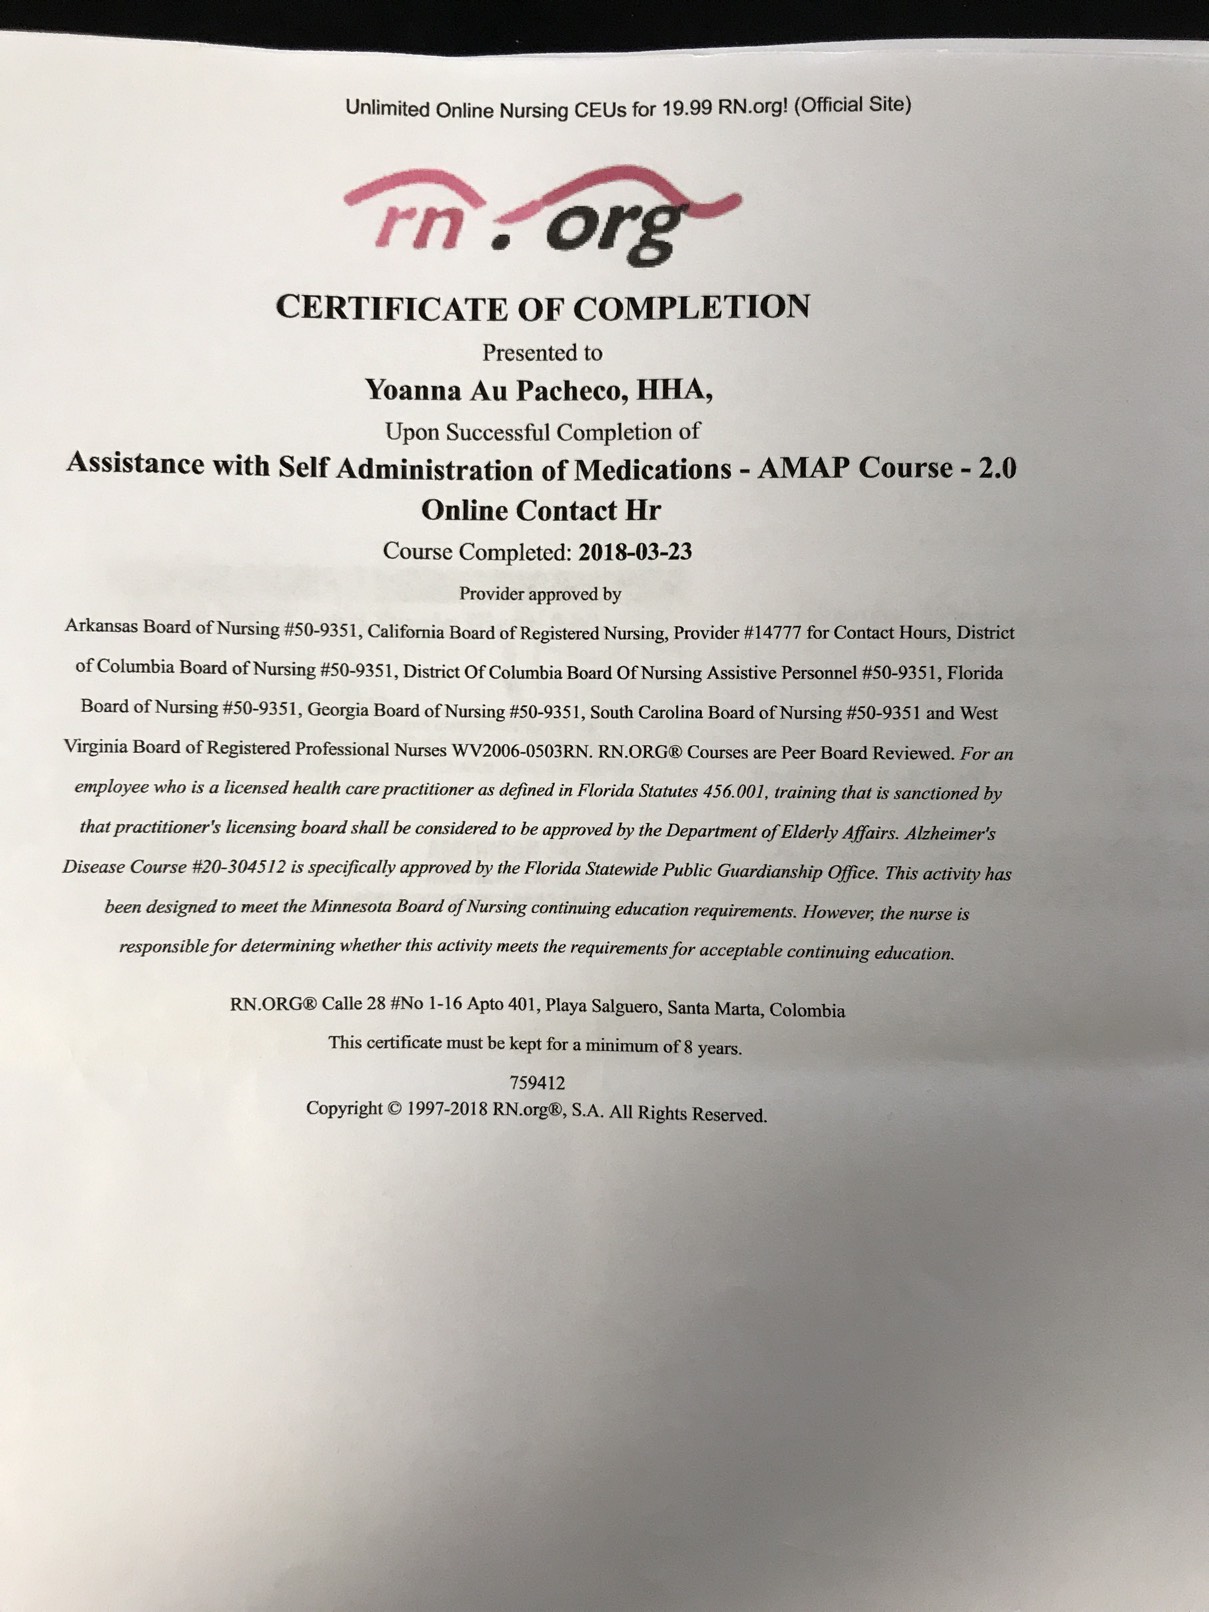 Unlimited Online Nursing CEUs for 19.99 RN.org! (Official Site)
rn.org
CERTIFICATE OF COMPLETION
Presented to
Yoanna Au Pacheco, HHA,
Upon Successful Completion of
Assistance with Self Administration of Medications - AMAP Course - 2.0
Online Contact Hr
Course Completed: 2018-03-23
Provider approved by
Arkansas Board of Nursing #50-9351, California Board of Registered Nursing, Provider #14777 for Contact Hours, District
of Columbia Board of Nursing #50-9351, District Of Columbia Board Of Nursing Assistive Personnel #50-9351, Florida
Board of Nursing #50-9351, Georgia Board of Nursing #50-9351, South Carolina Board of Nursing #50-9351 and West
Virginia Board of Registered Professional Nurses WV2006-0503RN. RN.ORG® Courses are Peer Board Reviewed. For an
employee who is a licensed health care practitioner as defined in Florida Statutes 456.001, training that is sanctioned by
that practitioner's licensing board shall be considered to be approved by the Department of Elderly Affairs. Alzheimer's
Disease Course #20-304512 is specifically approved by the Florida Statewide Public Guardianship Office. This activity has
been designed to meet the Minnesota Board of Nursing continuing education requirements. However, the nurse is
responsible for determining whether this activity meets the requirements for acceptable continuing education.
RN.ORG® Calle 28 #No 1-16 Apto 401, Playa Salguero, Santa Marta, Colombia
This certificate must be kept for a minimum of 8 years.
759412
Copyright © 1997-2018 RN.org®, S.A. All Rights Reserved.